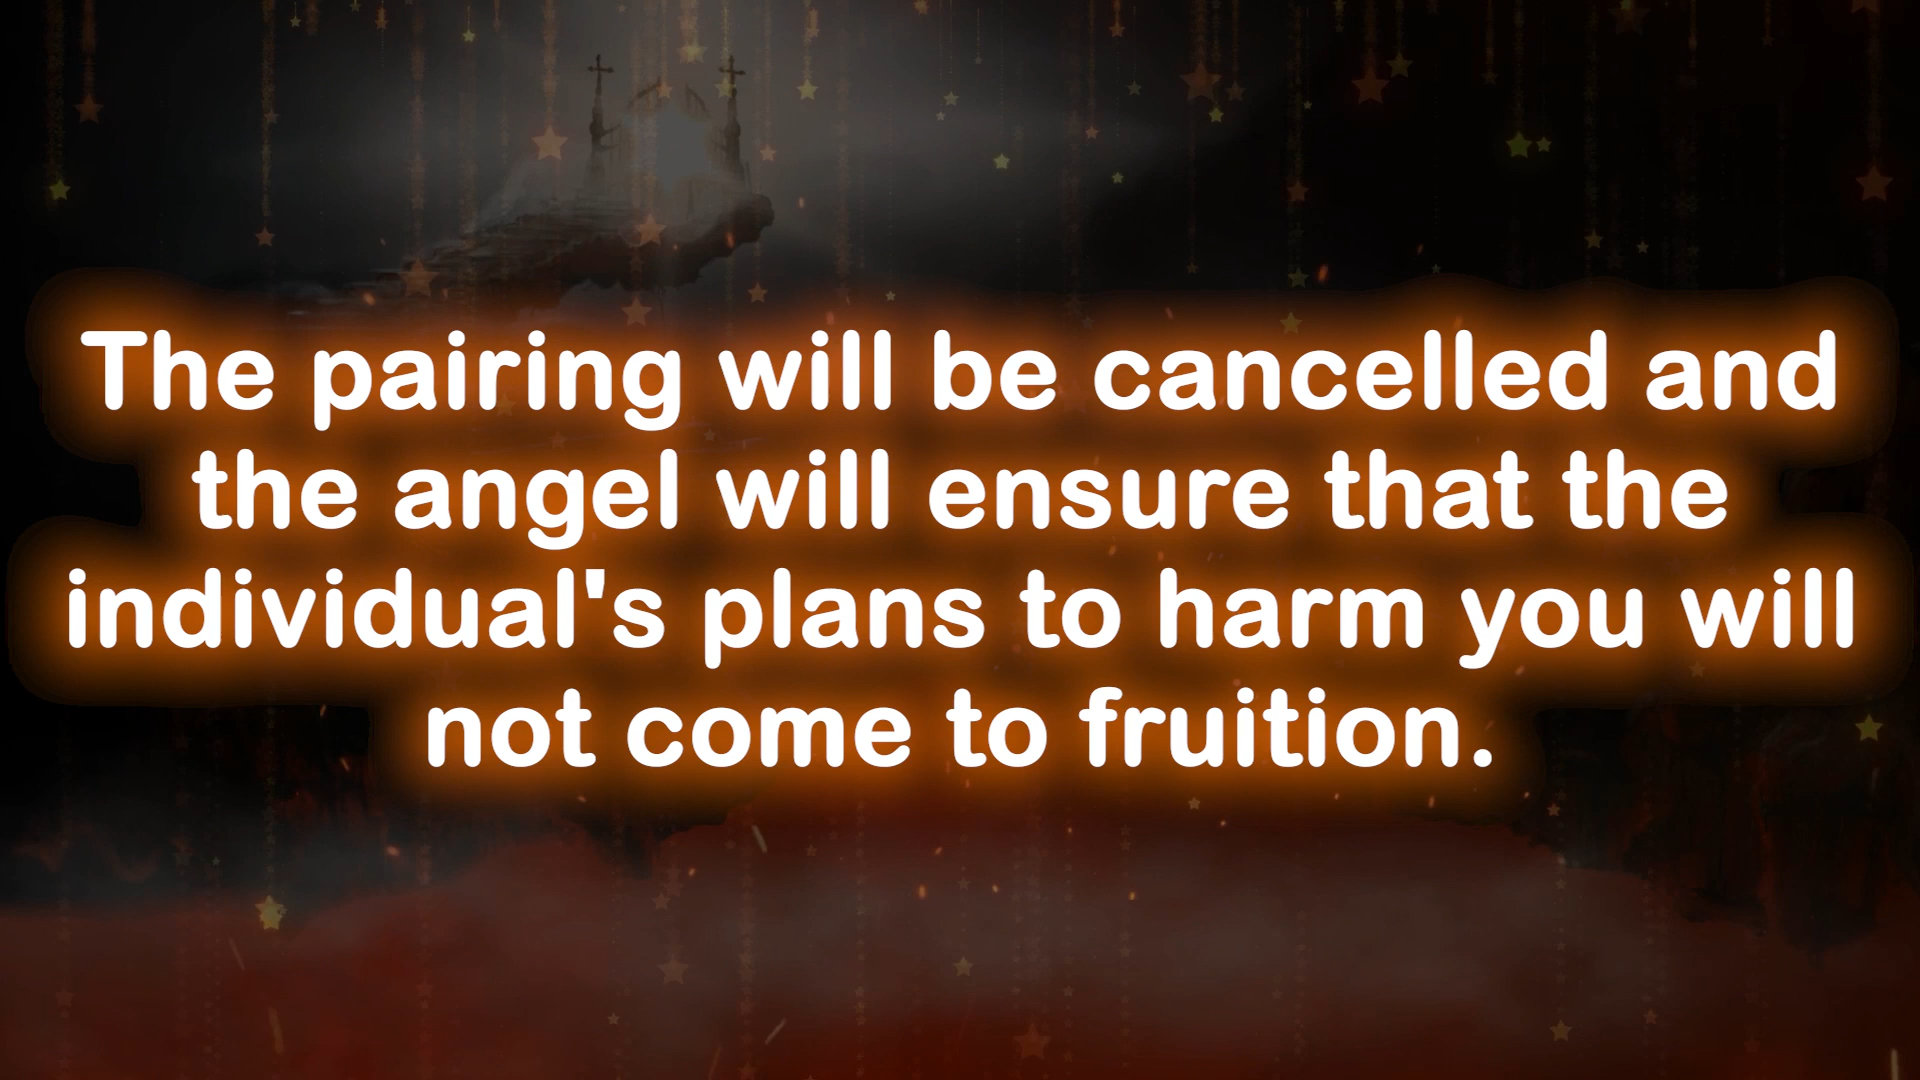 The pairing will be cancelled and
the angel will ensure that the
individual's plans to harm you will
not come to fruition.